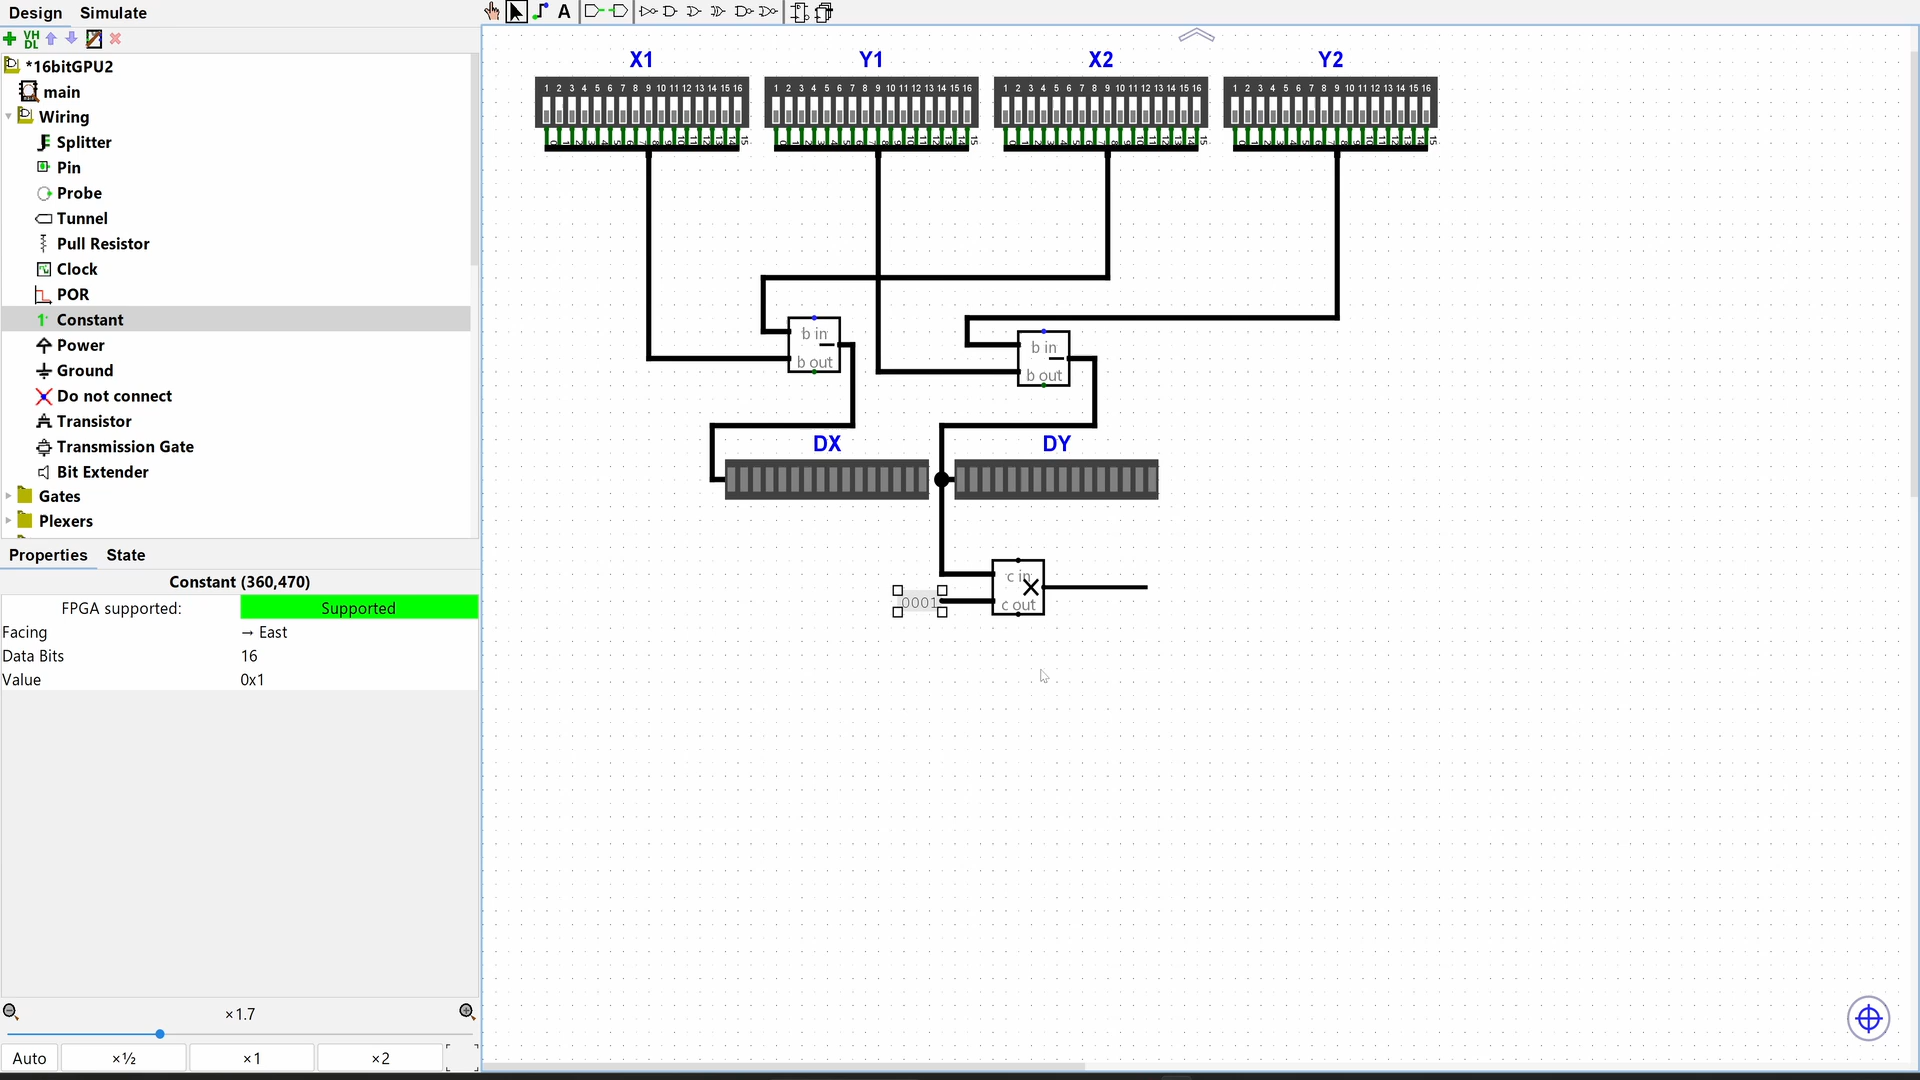 Design Simulate
A
VH
DL
*16bitGPU2
main
Wiring
Splitter
Pin
Probe
Tunnel
Pull Resistor
Clock
POR
Constant
Power
Ground
Do not connect
Transistor
Transmission Gate
Bit Extender
Gates
Plexers
Properties State
Constant (360,470)
FPGA supported: Supported
Facing → East
Data Bits 16
Value 0x1
×1.7
Auto ×½ ×1 ×2
X1 Y1 X2 Y2
1 2 3 4 5 6 7 8 9 10 11 12 13 14 15 16
1 2 3 4 5 6 7 8 9 10 11 12 13 14 15 16
1 2 3 4 5 6 7 8 9 10 11 12 13 14 15 16
1 2 3 4 5 6 7 8 9 10 11 12 13 14 15 16
b in
b out
b in
b out
DX DY
c in
c out
0001